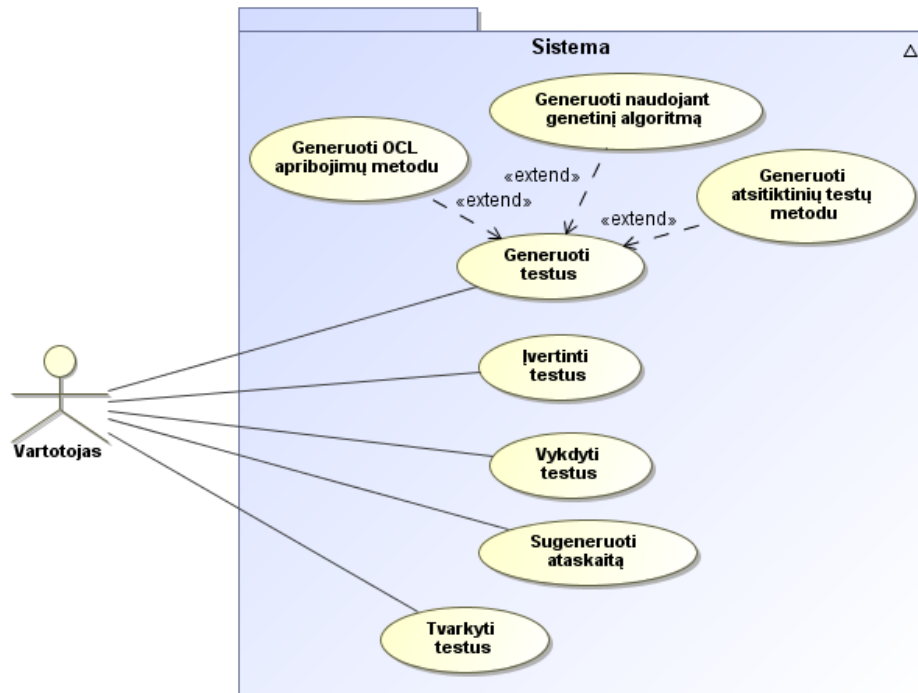 Sistema
Generuoti naudojant
genetinį algoritmą
Generuoti OCL
apribojimų metodu
Generuoti
atsitiktinių testų
metodu
«extend»
«extend»
«extend»
Generuoti
testus
Įvertinti
testus
Vartotojas
Vykdyti
testus
Sugeneruoti
ataskaitą
Tvarkyti
testus